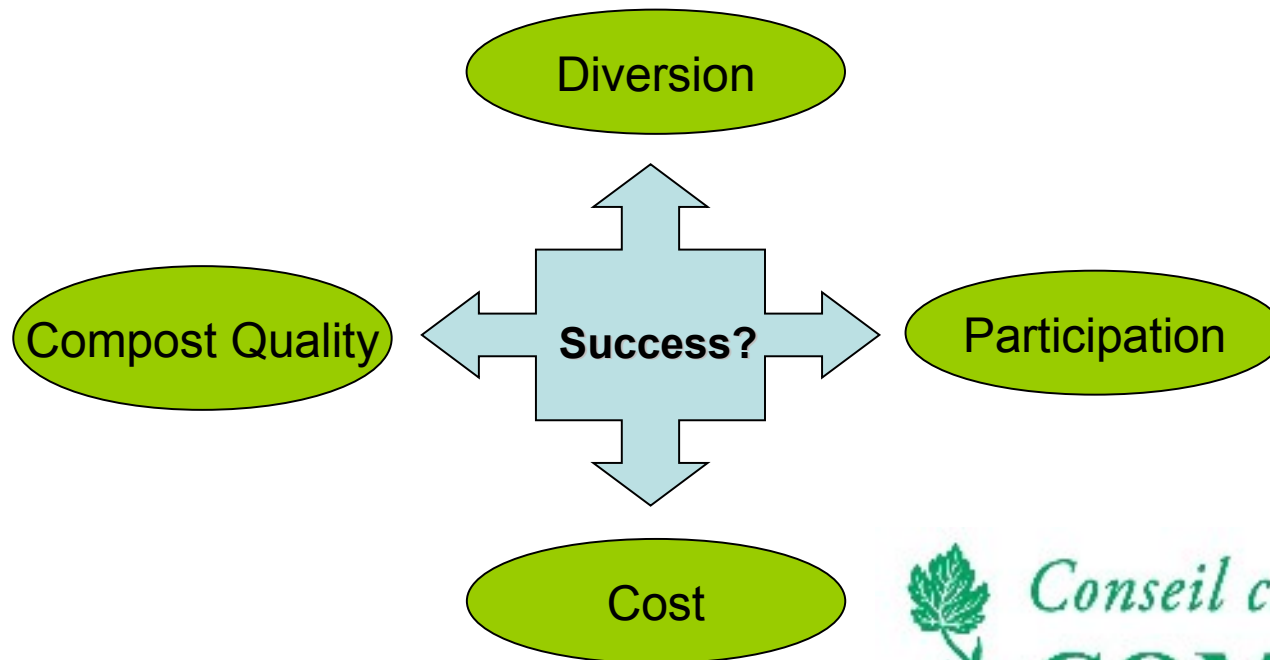 Diversion
Compost Quality
Success?
Participation
Cost
Conseil c